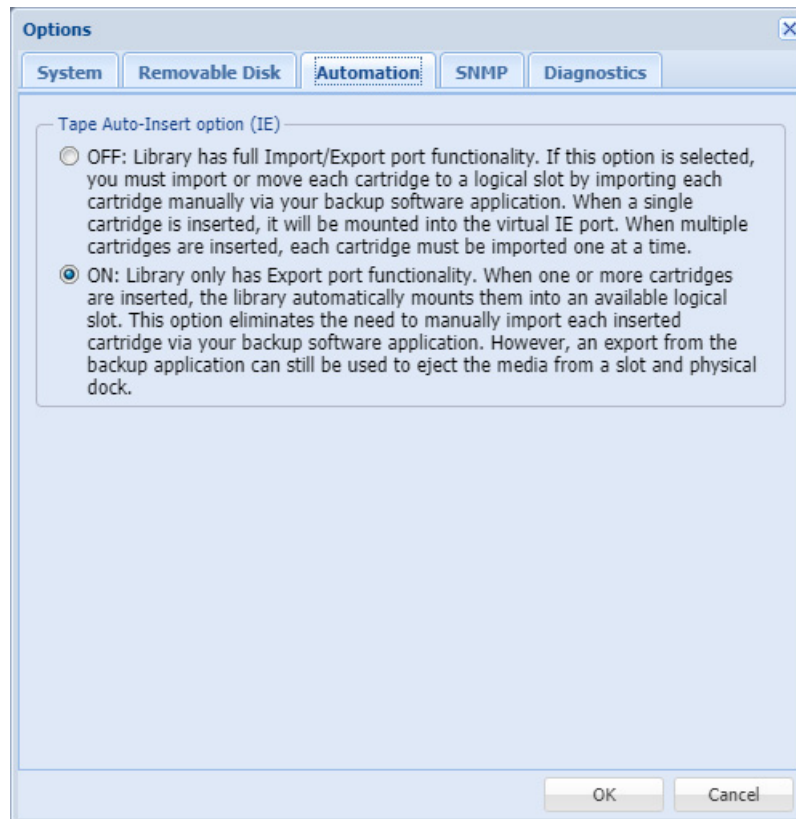 Options
System Removable Disk Automation SNMP Diagnostics
Tape Auto-Insert option (IE)
OFF: Library has full Import/Export port functionality. If this option is selected,
you must import or move each cartridge to a logical slot by importing each
cartridge manually via your backup software application. When a single
cartridge is inserted, it will be mounted into the virtual IE port. When multiple
cartridges are inserted, each cartridge must be imported one at a time.
ON: Library only has Export port functionality. When one or more cartridges
are inserted, the library automatically mounts them into an available logical
slot. This option eliminates the need to manually import each inserted
cartridge via your backup software application. However, an export from the
backup application can still be used to eject the media from a slot and physical
dock.
OK Cancel